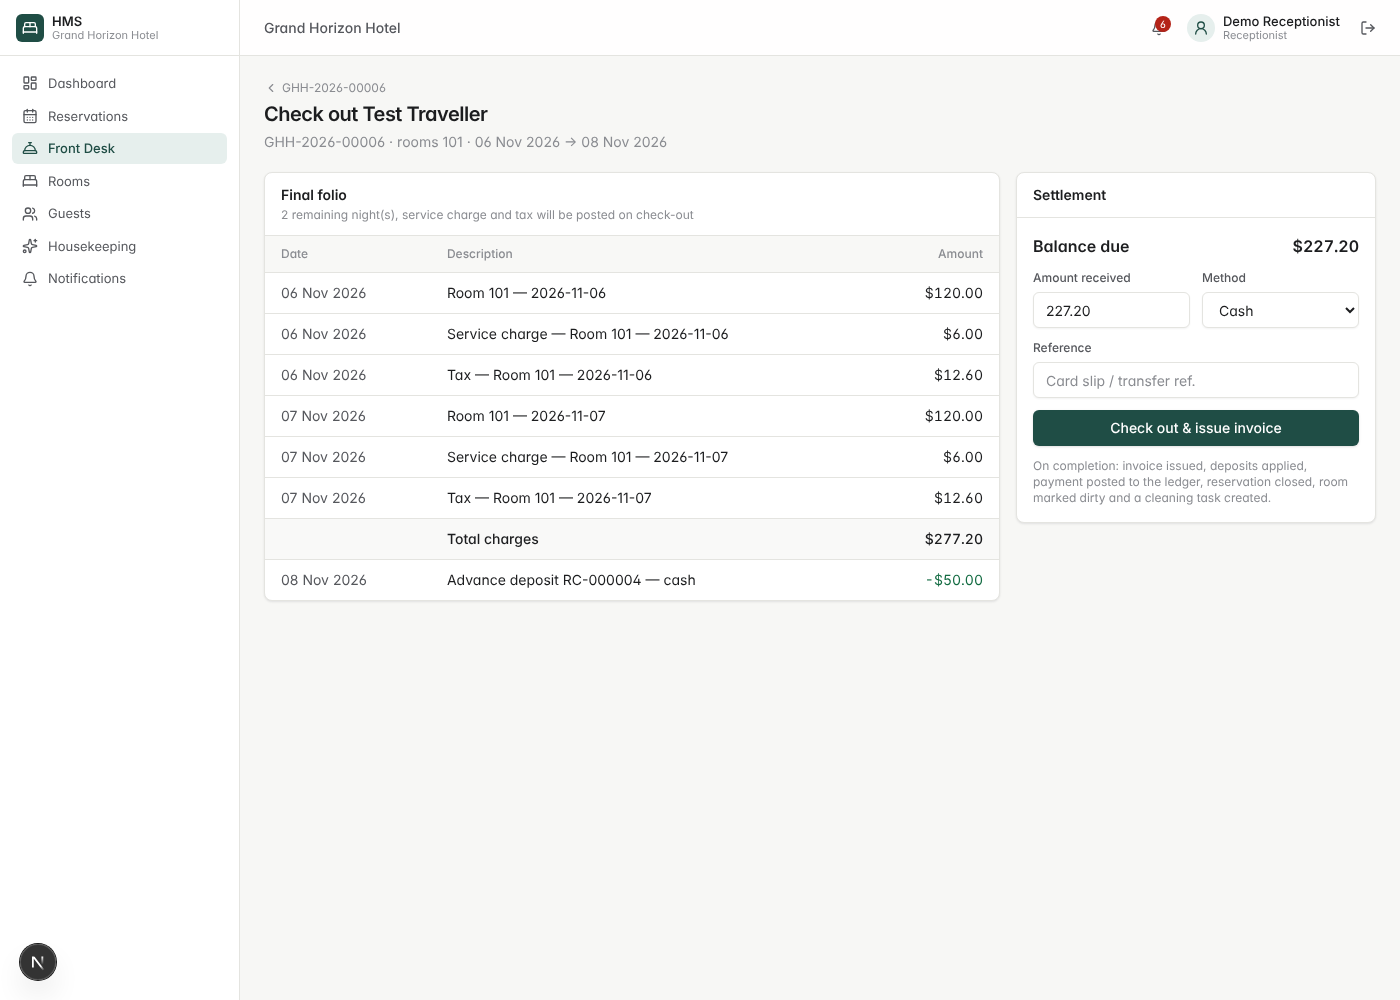 HMS
Grand Horizon Hotel
Dashboard
Reservations
Front Desk
Rooms
Guests
Housekeeping
Notifications
Grand Horizon Hotel
6
Demo Receptionist
Receptionist
GHH-2026-00006
Check out Test Traveller
GHH-2026-00006 · rooms 101 · 06 Nov 2026 → 08 Nov 2026
Final folio
2 remaining night(s), service charge and tax will be posted on check-out
Date Description Amount
06 Nov 2026 Room 101 — 2026-11-06 $120.00
06 Nov 2026 Service charge — Room 101 — 2026-11-06 $6.00
06 Nov 2026 Tax — Room 101 — 2026-11-06 $12.60
07 Nov 2026 Room 101 — 2026-11-07 $120.00
07 Nov 2026 Service charge — Room 101 — 2026-11-07 $6.00
07 Nov 2026 Tax — Room 101 — 2026-11-07 $12.60
Total charges $277.20
08 Nov 2026 Advance deposit RC-000004 — cash -$50.00
Settlement
Balance due $227.20
Amount received Method
227.20 Cash
Reference
Card slip / transfer ref.
Check out & issue invoice
On completion: invoice issued, deposits applied,
payment posted to the ledger, reservation closed, room
marked dirty and a cleaning task created.
N